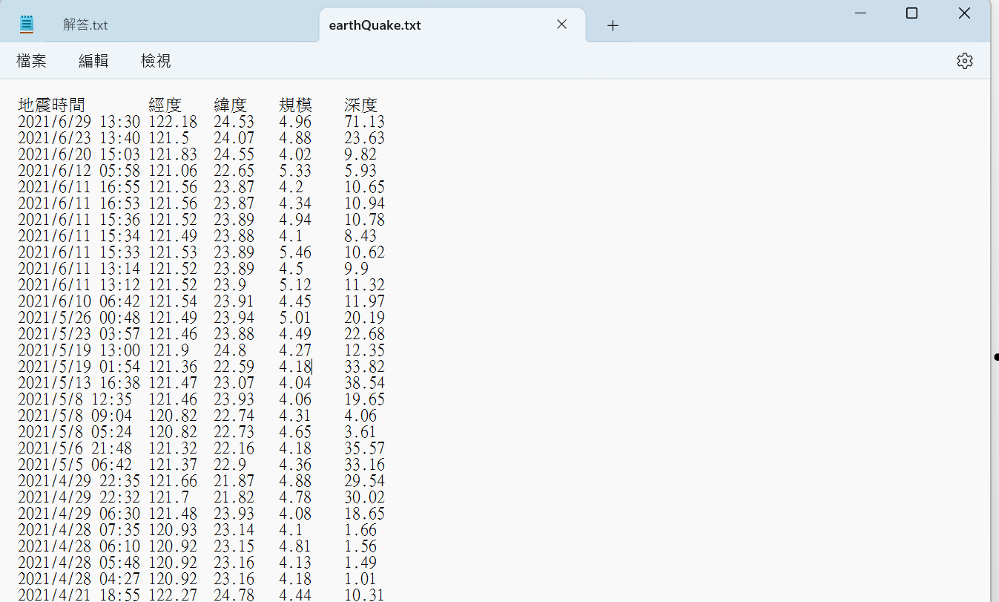 解答.txt
earthQuake.txt
檔案 編輯 檢視
地震時間 經度 緯度 規模 深度
2021/6/29 13:30 122.18 24.53 4.96 71.13
2021/6/23 13:40 121.5 24.07 4.88 23.63
2021/6/20 15:03 121.83 24.55 4.02 9.82
2021/6/12 05:58 121.06 22.65 5.33 5.93
2021/6/11 16:55 121.56 23.87 4.2 10.65
2021/6/11 16:53 121.56 23.87 4.34 10.94
2021/6/11 15:36 121.52 23.89 4.94 10.78
2021/6/11 15:34 121.49 23.88 4.1 8.43
2021/6/11 15:33 121.53 23.89 5.46 10.62
2021/6/11 13:14 121.52 23.89 4.5 9.9
2021/6/11 13:12 121.52 23.9 5.12 11.32
2021/6/10 06:42 121.54 23.91 4.45 11.97
2021/5/26 00:48 121.49 23.94 5.01 20.19
2021/5/23 03:57 121.46 23.88 4.49 22.68
2021/5/19 13:00 121.9 24.8 4.27 12.35
2021/5/19 01:54 121.36 22.59 4.18 33.82
2021/5/13 16:38 121.47 23.07 4.04 38.54
2021/5/8 12:35 121.46 23.93 4.06 19.65
2021/5/8 09:04 120.82 22.74 4.31 4.06
2021/5/8 05:24 120.82 22.73 4.65 3.61
2021/5/6 21:48 121.32 22.16 4.18 35.57
2021/5/5 06:42 121.37 22.9 4.36 33.16
2021/4/29 22:35 121.66 21.87 4.88 29.54
2021/4/29 22:32 121.7 21.82 4.78 30.02
2021/4/29 06:30 121.48 23.93 4.08 18.65
2021/4/28 07:35 120.93 23.14 4.1 1.66
2021/4/28 06:10 120.92 23.15 4.81 1.56
2021/4/28 05:48 120.92 23.16 4.13 1.49
2021/4/28 04:27 120.92 23.16 4.18 1.01
2021/4/21 18:55 122.27 24.78 4.44 10.31